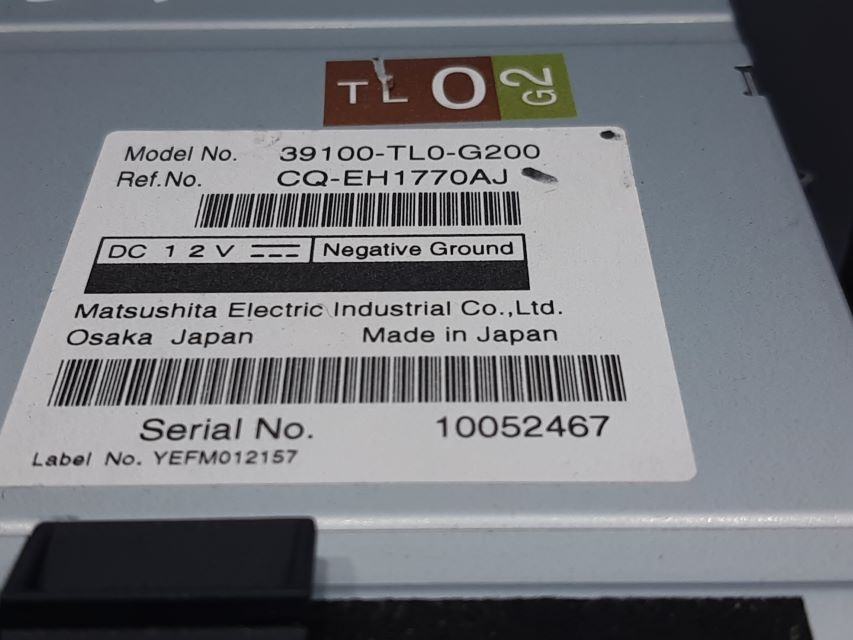 TL0 G2
Model No. 39100-TL0-G200
Ref.No. CQ-EH1770AJ
DC 12V Negative Ground
Matsushita Electric Industrial Co.,Ltd.
Osaka Japan Made in Japan
Serial No. 10052467
Label No. YEFM012157